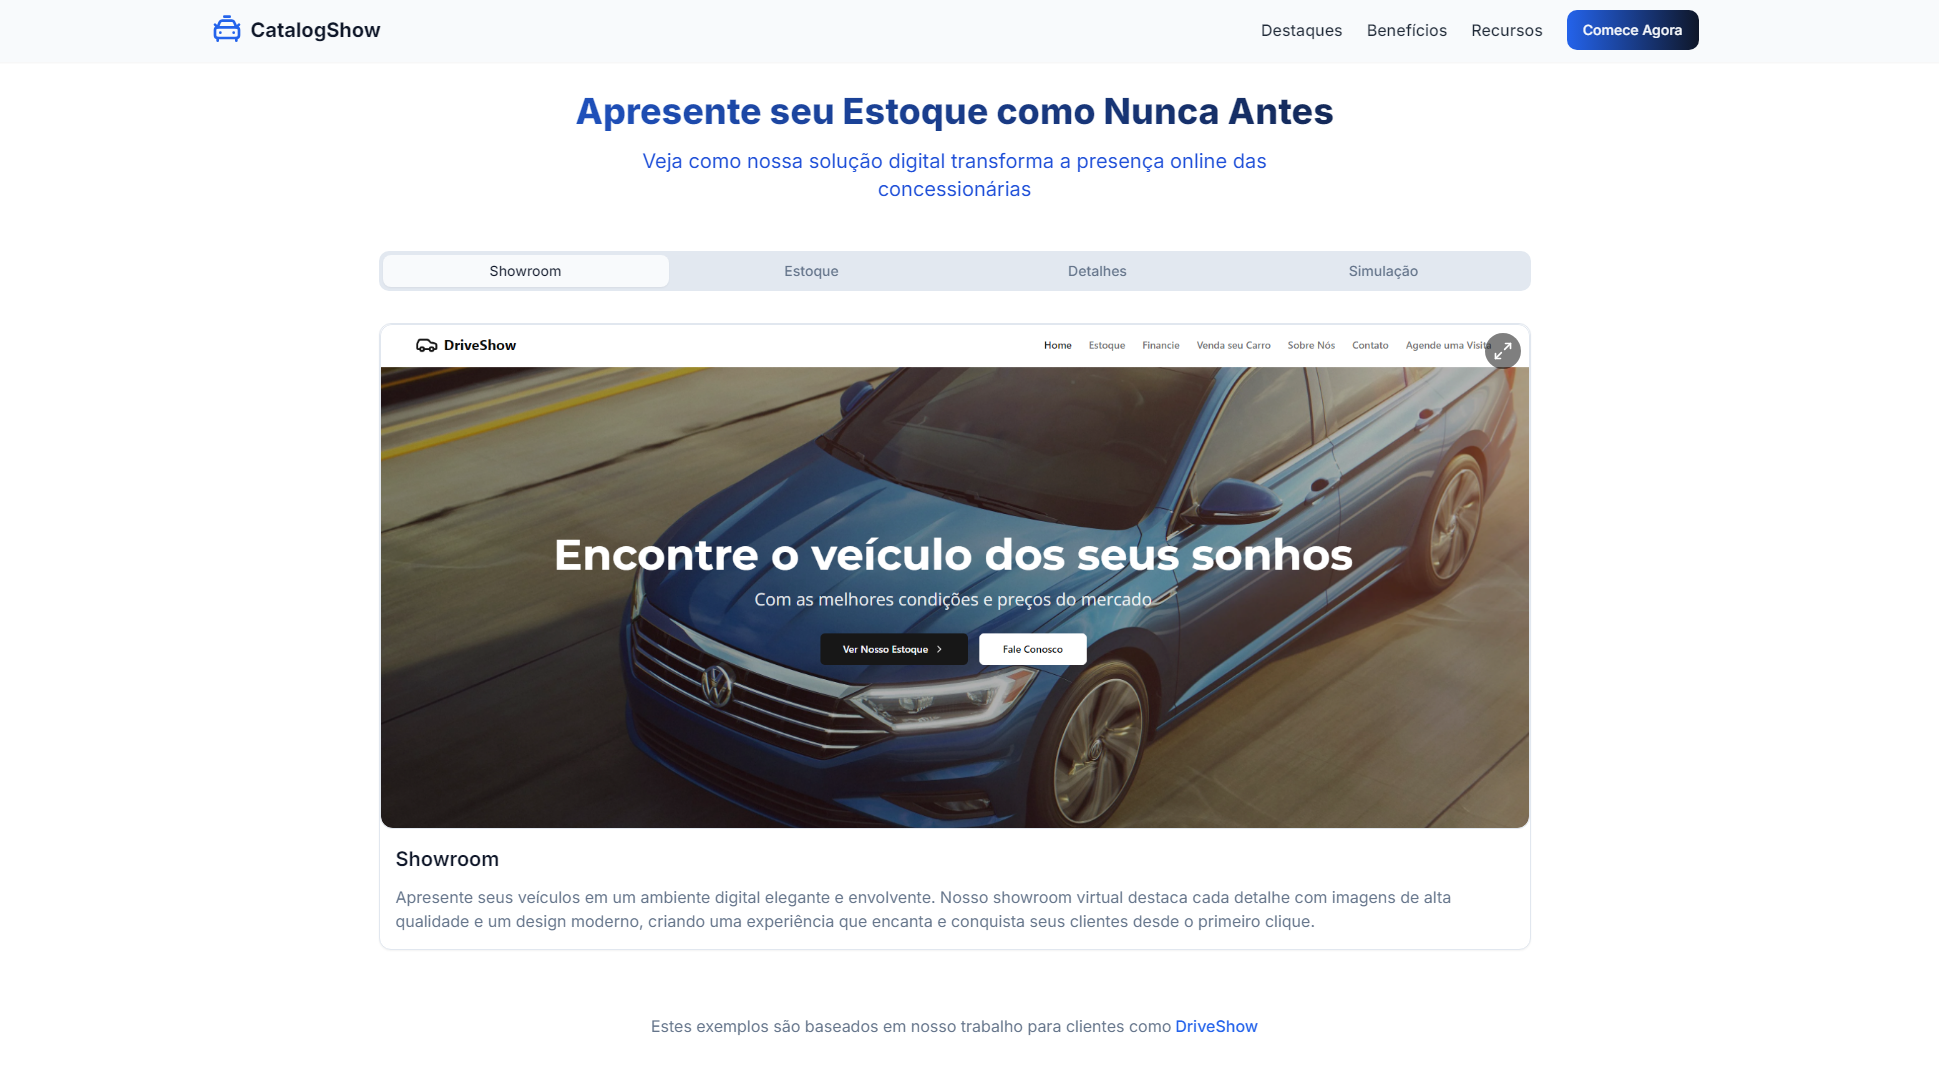 CatalogShow
Destaques
Benefícios
Recursos
Comece Agora
Apresente seu Estoque como Nunca Antes
Veja como nossa solução digital transforma a presença online das
concessionárias
Showroom
Estoque
Detalhes
Simulação
DriveShow
Home
Estoque
Financie
Venda seu Carro
Sobre Nós
Contato
Agende uma Visita
Encontre o veículo dos seus sonhos
Com as melhores condições e preços do mercado
Ver Nosso Estoque
Fale Conosco
Showroom
Apresente seus veículos em um ambiente digital elegante e envolvente. Nosso showroom virtual destaca cada detalhe com imagens de alta
qualidade e um design moderno, criando uma experiência que encanta e conquista seus clientes desde o primeiro clique.
Estes exemplos são baseados em nosso trabalho para clientes como DriveShow